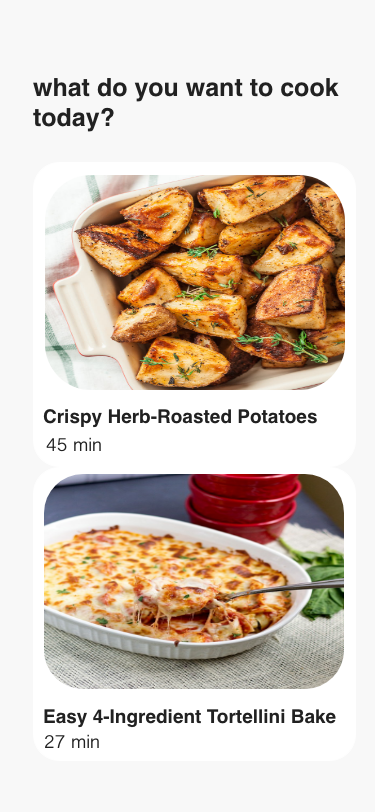 what do you want to cook
today?
Crispy Herb-Roasted Potatoes
45 min
Easy 4-Ingredient Tortellini Bake
27 min